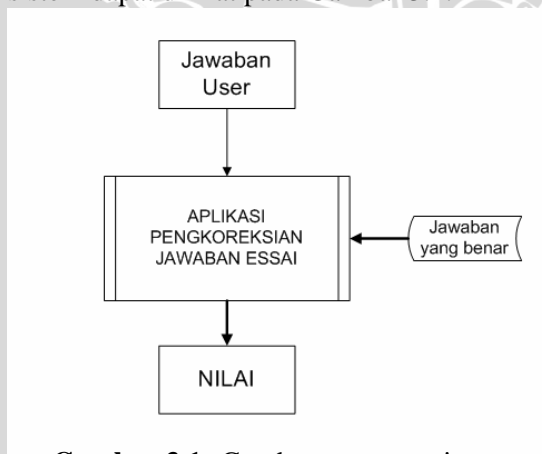 Jawaban
User
APLIKASI
PENGKOREKSIAN
JAWABAN ESSAI
Jawaban
yang benar
NILAI